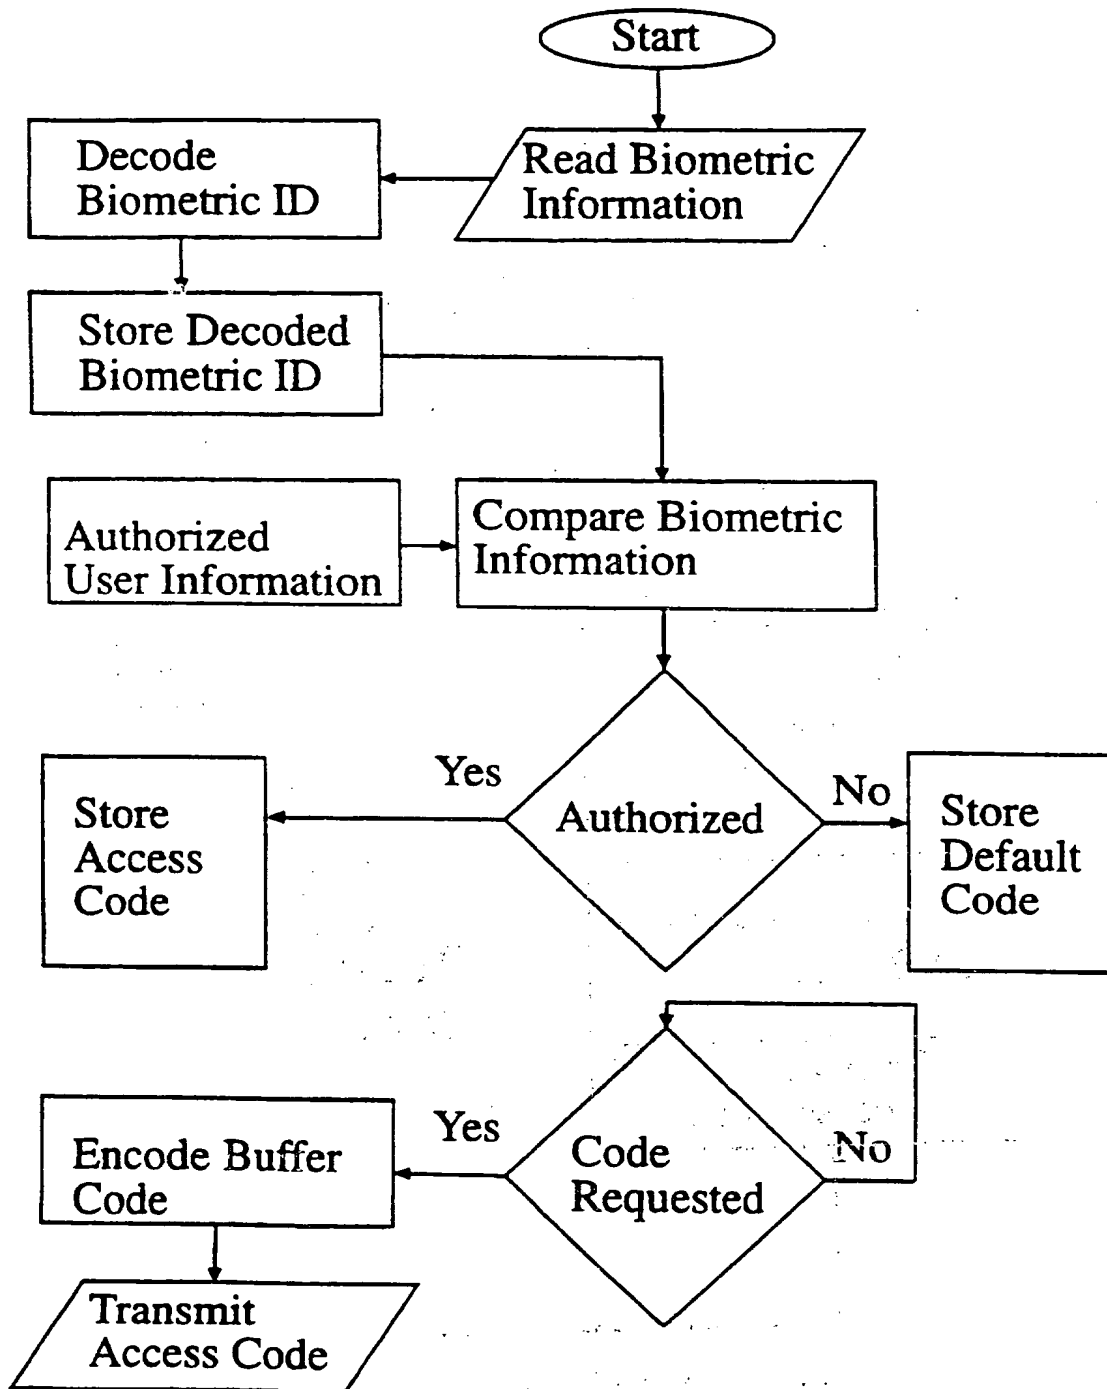 Start
Read Biometric
Information
Decode
Biometric ID
Store Decoded
Biometric ID
Authorized
User Information
Compare Biometric
Information
Yes
Authorized
No
Store
Access
Code
Store
Default
Code
Yes
Code
Requested
No
Encode Buffer
Code
Transmit
Access Code